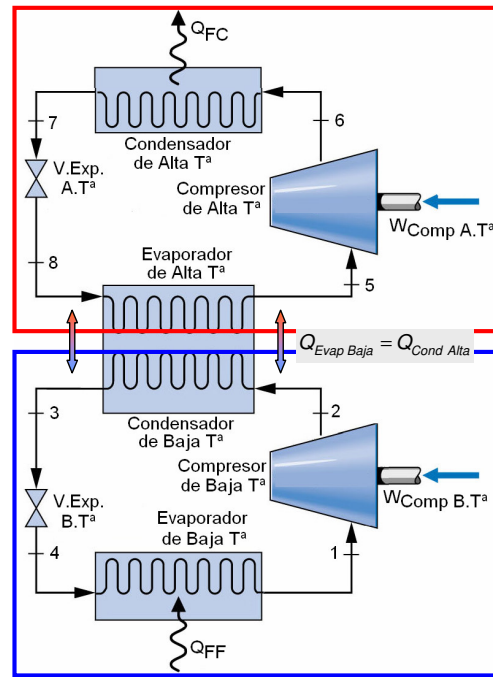 Q_FC
7
6
Condensador
de Alta Tª
V.Exp.
A.Tª
Compresor
de Alta Tª
W_Comp A.Tª
8
Evaporador
de Alta Tª
5
Q_Evap Baja = Q_Cond Alta
3
2
Condensador
de Baja Tª
Compresor
de Baja Tª
V.Exp.
B.Tª
W_Comp B.Tª
Evaporador
de Baja Tª
4
1
Q_FF